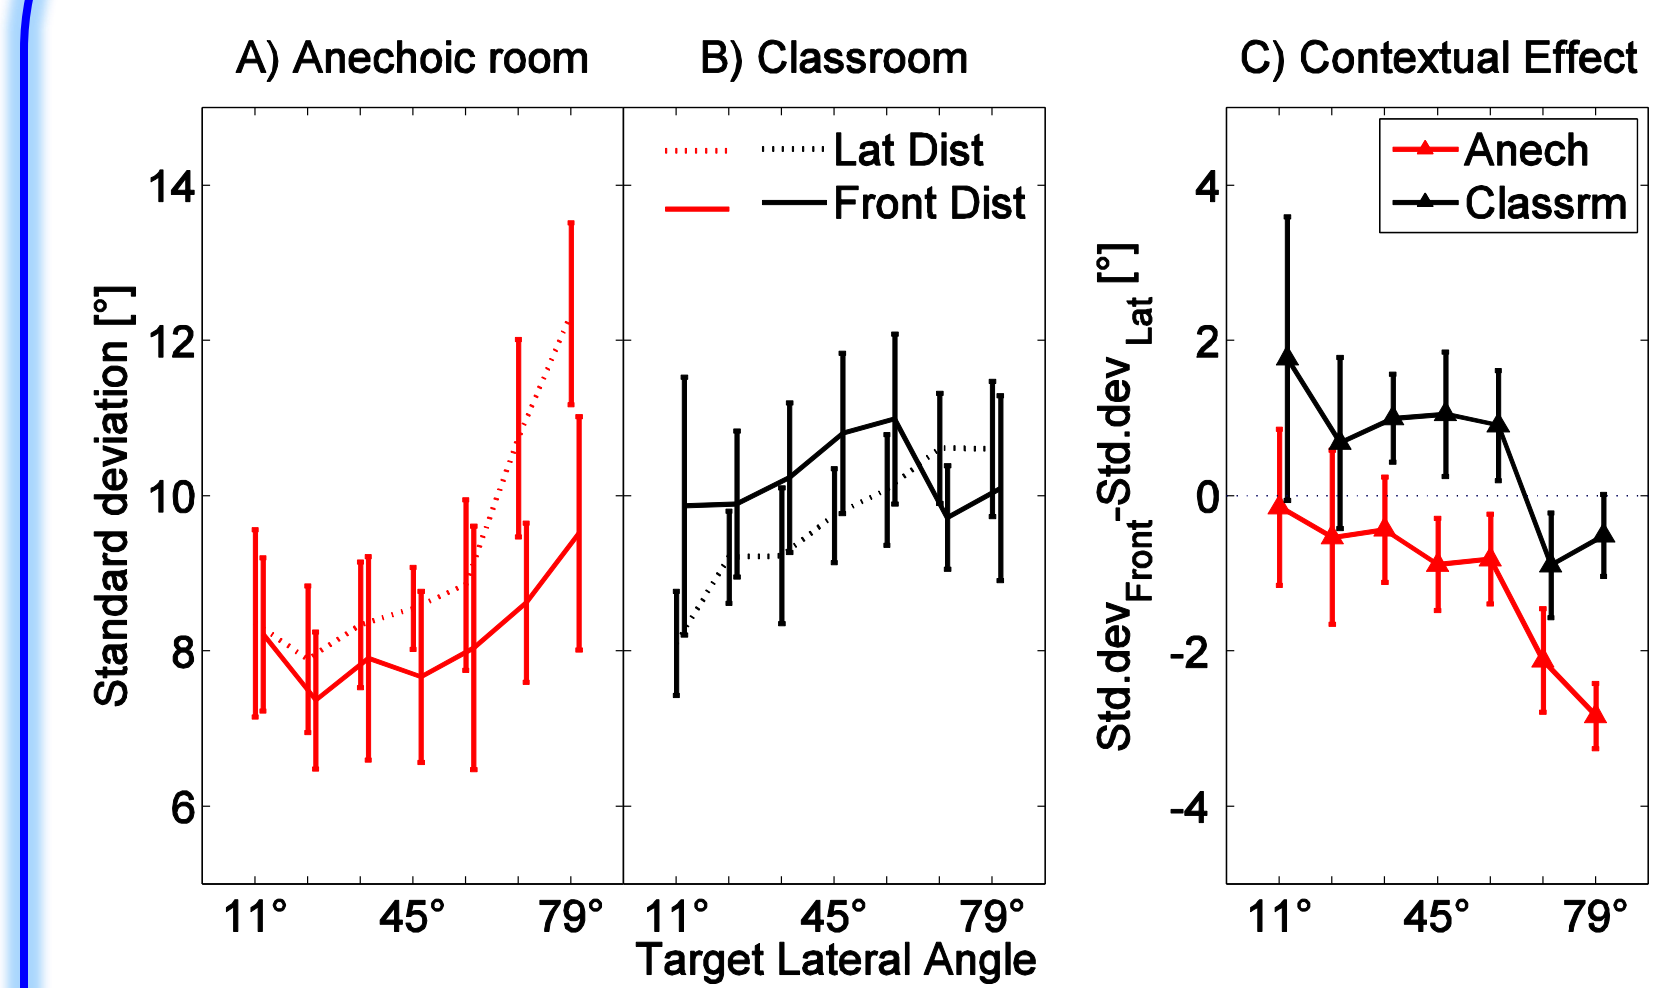 A) Anechoic room
B) Classroom
C) Contextual Effect
Standard deviation [°]
14
12
10
8
6
Lat Dist
Front Dist
11°
45°
79°
11°
45°
79°
Target Lateral Angle
Std.devFront-Std.devLat [°]
4
2
0
-2
-4
Anech
Classrm
11°
45°
79°